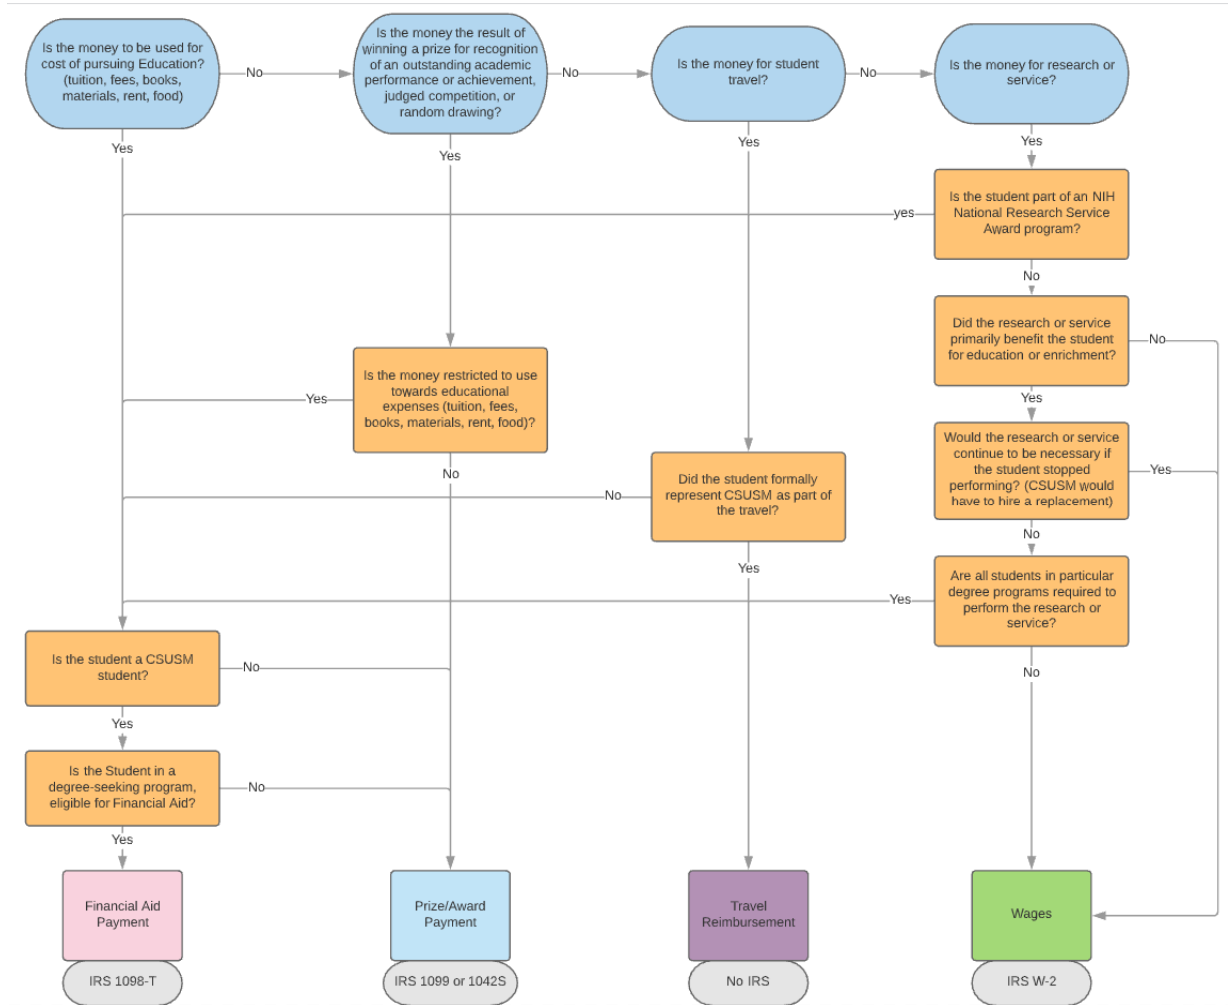 Is the money to be used for
cost of pursuing Education?
(tuition, fees, books,
materials, rent, food)
No
Is the money the result of
winning a prize for recognition
of an outstanding academic
performance or achievement,
judged competition, or
random drawing?
No
Is the money for student
travel?
No
Is the money for research or
service?
Yes
Yes
Yes
Yes
Is the student part of an NIH
National Research Service
Award program?
yes
No
Did the research or service
primarily benefit the student
for education or enrichment?
No
Yes
Is the money restricted to use
towards educational
expenses (tuition, fees,
books, materials, rent, food)?
Yes
No
Would the research or service
continue to be necessary if
the student stopped
performing? (CSUSM would
have to hire a replacement)
Yes
No
Did the student formally
represent CSUSM as part of
the travel?
No
Yes
Are all students in particular
degree programs required to
perform the research or
service?
Yes
No
Is the student a CSUSM
student?
No
Yes
Is the Student in a
degree-seeking program,
eligible for Financial Aid?
No
Yes
Financial Aid
Payment
IRS 1098-T
Prize/Award
Payment
IRS 1099 or 1042S
Travel
Reimbursement
No IRS
Wages
IRS W-2